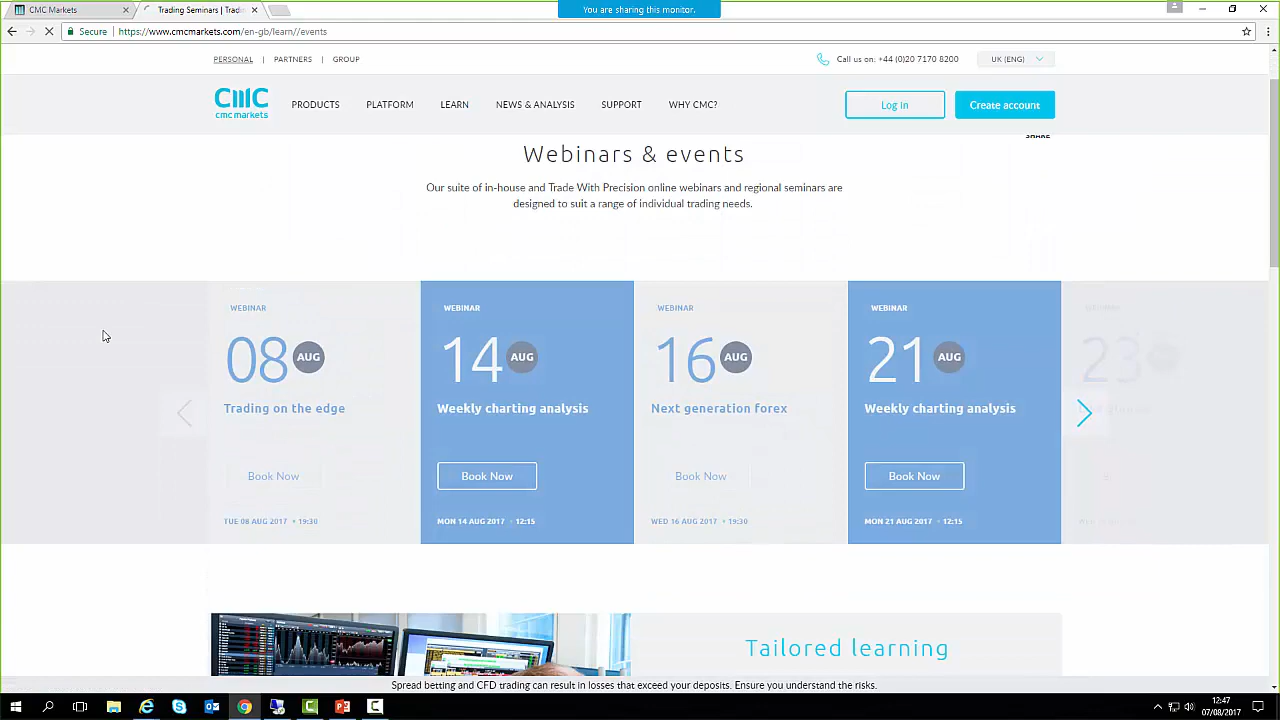 CMC Markets
Trading Seminars | Tradi
You are sharing this monitor.
Secure
https://www.cmcmarkets.com/en-gb/learn//events
PERSONAL | PARTNERS | GROUP
Call us on: +44 (0)20 7170 8200
UK (ENG)
cmc
cmc markets
PRODUCTS
PLATFORM
LEARN
NEWS & ANALYSIS
SUPPORT
WHY CMC?
Log in
Create account
SHARE
Webinars & events
Our suite of in-house and Trade With Precision online webinars and regional seminars are
designed to suit a range of individual trading needs.
WEBINAR
08 AUG
Trading on the edge
Book Now
TUE 08 AUG 2017 • 19:30
WEBINAR
14 AUG
Weekly charting analysis
Book Now
MON 14 AUG 2017 • 12:15
WEBINAR
16 AUG
Next generation forex
Book Now
WED 16 AUG 2017 • 19:30
WEBINAR
21 AUG
Weekly charting analysis
Book Now
MON 21 AUG 2017 • 12:15
WEBINAR
23
Tailored learning
Spread betting and CFD trading can result in losses that exceed your deposits. Ensure you understand the risks.
12:47
07/08/2017